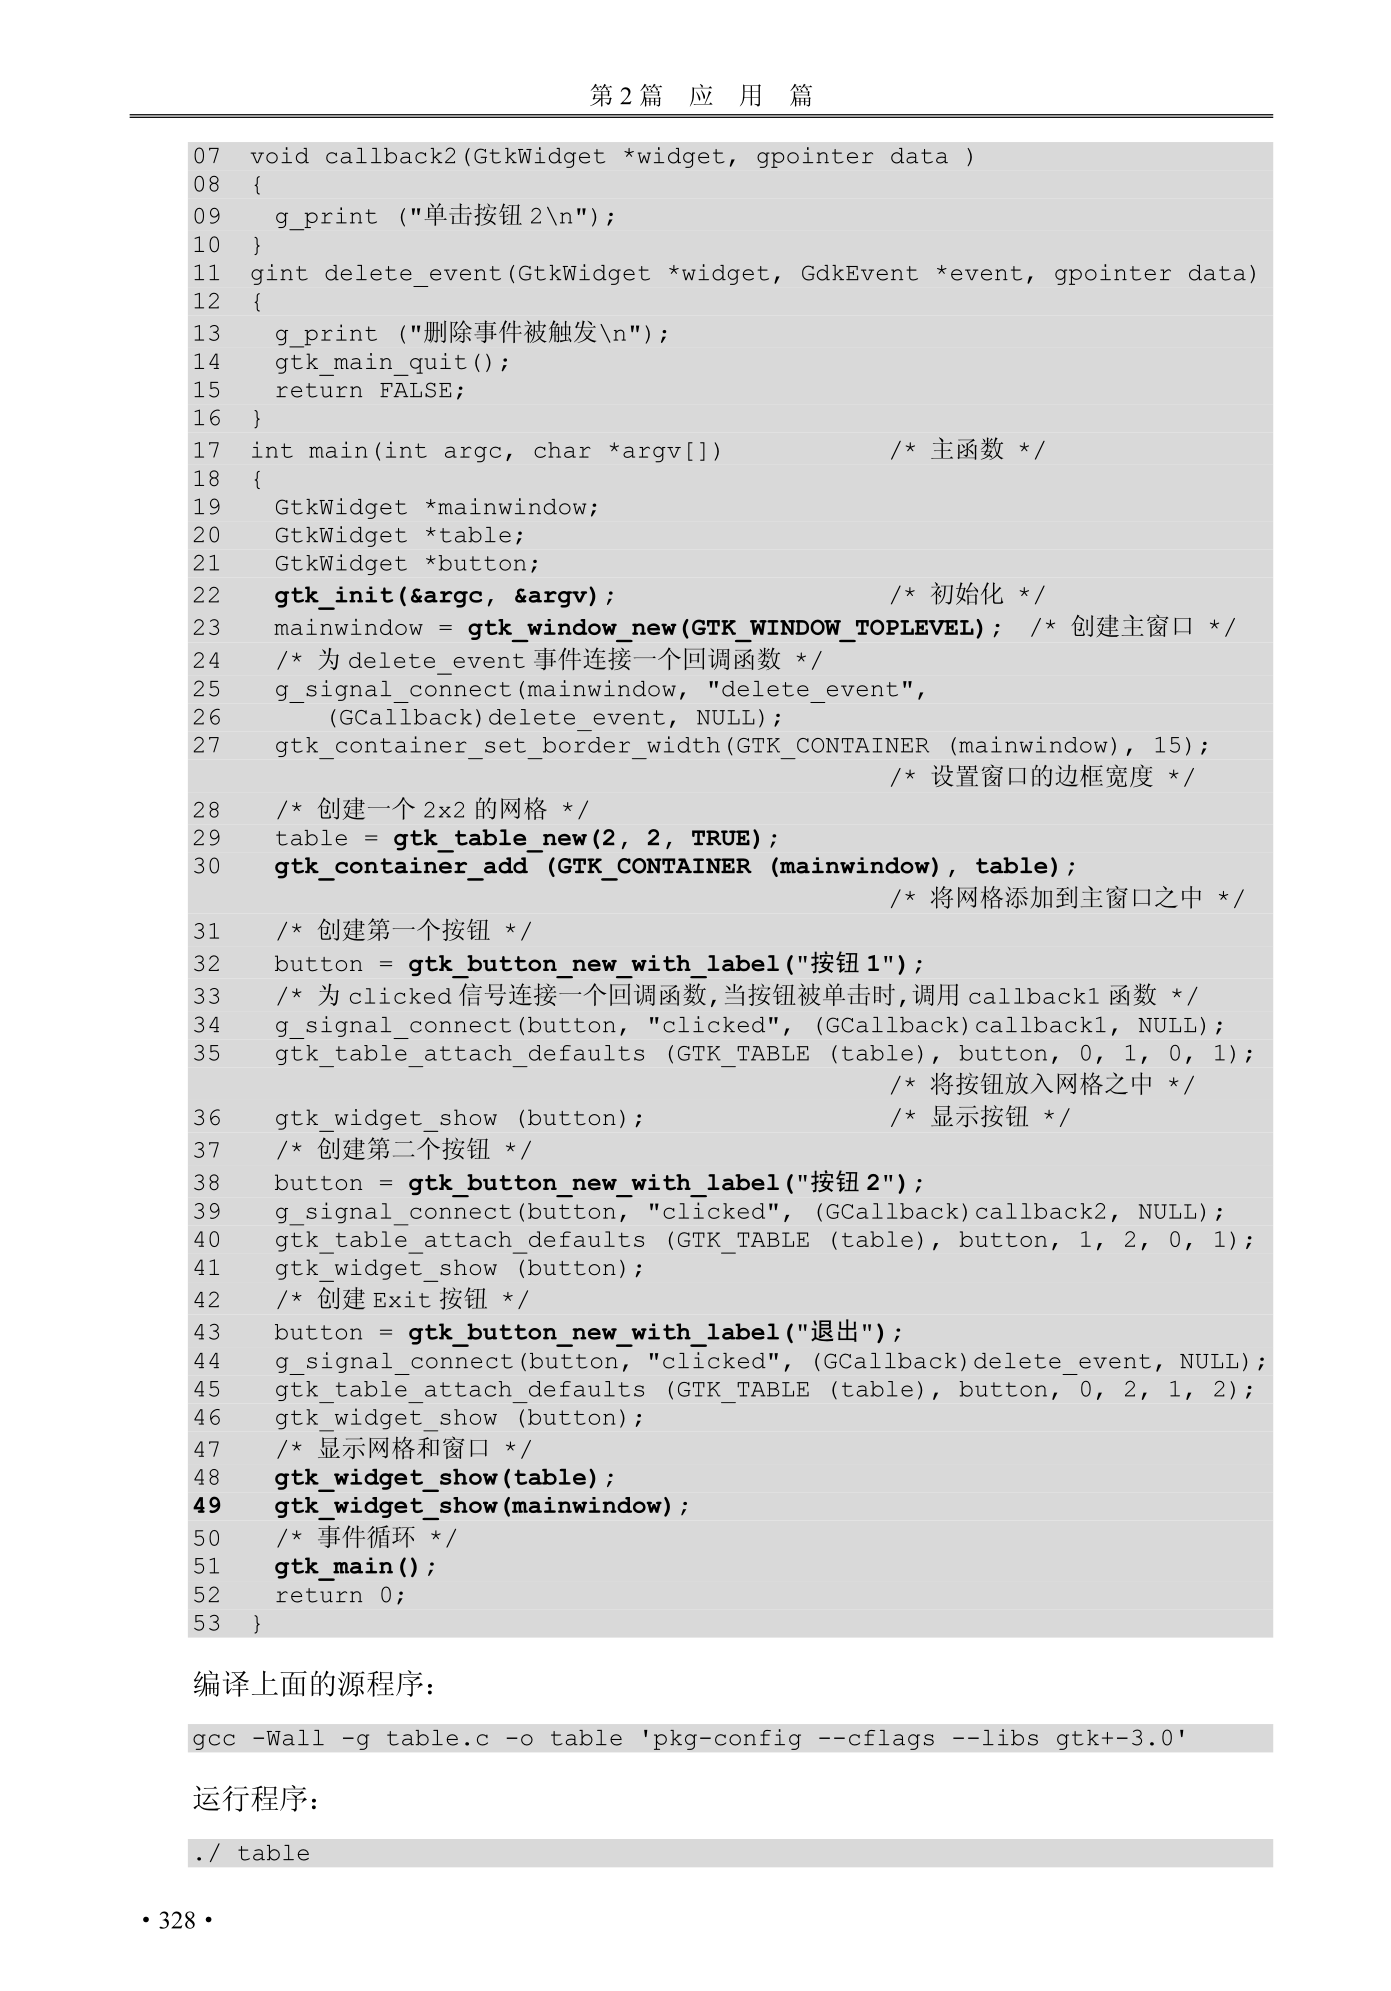 第 2 篇 应 用 篇
07 void callback2(GtkWidget *widget, gpointer data )
08 {
09 g_print ("单击按钮 2\n");
10 }
11 gint delete_event(GtkWidget *widget, GdkEvent *event, gpointer data)
12 {
13 g_print ("删除事件被触发\n");
14 gtk_main_quit();
15 return FALSE;
16 }
17 int main(int argc, char *argv[]) /* 主函数 */
18 {
19 GtkWidget *mainwindow;
20 GtkWidget *table;
21 GtkWidget *button;
22 gtk_init(&argc, &argv); /* 初始化 */
23 mainwindow = gtk_window_new(GTK_WINDOW_TOPLEVEL); /* 创建主窗口 */
24 /* 为 delete_event 事件连接一个回调函数 */
25 g_signal_connect(mainwindow, "delete_event",
26 (GCallback)delete_event, NULL);
27 gtk_container_set_border_width(GTK_CONTAINER (mainwindow), 15);
/* 设置窗口的边框宽度 */
28 /* 创建一个 2x2 的网格 */
29 table = gtk_table_new(2, 2, TRUE);
30 gtk_container_add (GTK_CONTAINER (mainwindow), table);
/* 将网格添加到主窗口之中 */
31 /* 创建第一个按钮 */
32 button = gtk_button_new_with_label("按钮 1");
33 /* 为 clicked 信号连接一个回调函数,当按钮被单击时,调用 callback1 函数 */
34 g_signal_connect(button, "clicked", (GCallback)callback1, NULL);
35 gtk_table_attach_defaults (GTK_TABLE (table), button, 0, 1, 0, 1);
/* 将按钮放入网格之中 */
36 gtk_widget_show (button); /* 显示按钮 */
37 /* 创建第二个按钮 */
38 button = gtk_button_new_with_label("按钮 2");
39 g_signal_connect(button, "clicked", (GCallback)callback2, NULL);
40 gtk_table_attach_defaults (GTK_TABLE (table), button, 1, 2, 0, 1);
41 gtk_widget_show (button);
42 /* 创建 Exit 按钮 */
43 button = gtk_button_new_with_label("退出");
44 g_signal_connect(button, "clicked", (GCallback)delete_event, NULL);
45 gtk_table_attach_defaults (GTK_TABLE (table), button, 0, 2, 1, 2);
46 gtk_widget_show (button);
47 /* 显示网格和窗口 */
48 gtk_widget_show(table);
49 gtk_widget_show(mainwindow);
50 /* 事件循环 */
51 gtk_main();
52 return 0;
53 }
编译上面的源程序：
gcc -Wall -g table.c -o table 'pkg-config --cflags --libs gtk+-3.0'
运行程序：
./ table
• 328 •